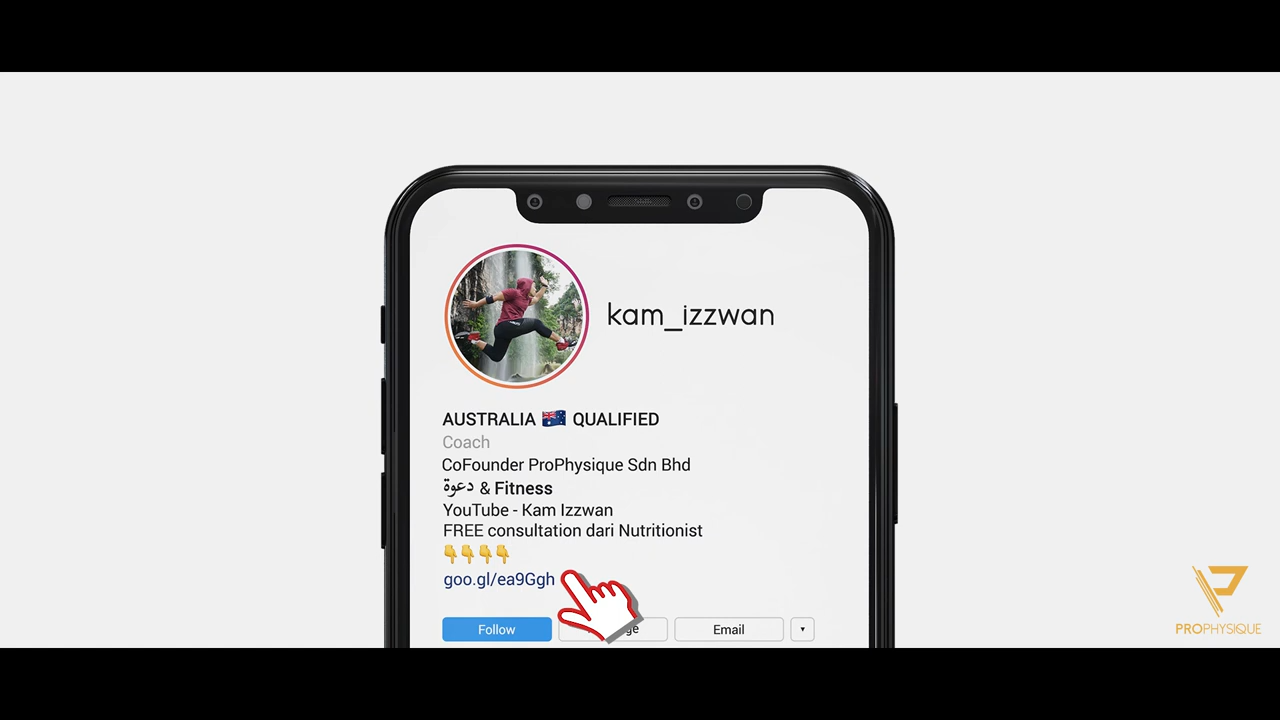 kam_izzwan
AUSTRALIA 🇦🇺 QUALIFIED
Coach
CoFounder ProPhysique Sdn Bhd
دعوة & Fitness
YouTube - Kam Izzwan
FREE consultation dari Nutritionist
👇👇👇👇
goo.gl/ea9Ggh
Follow
Email
PROPHYSIQUE